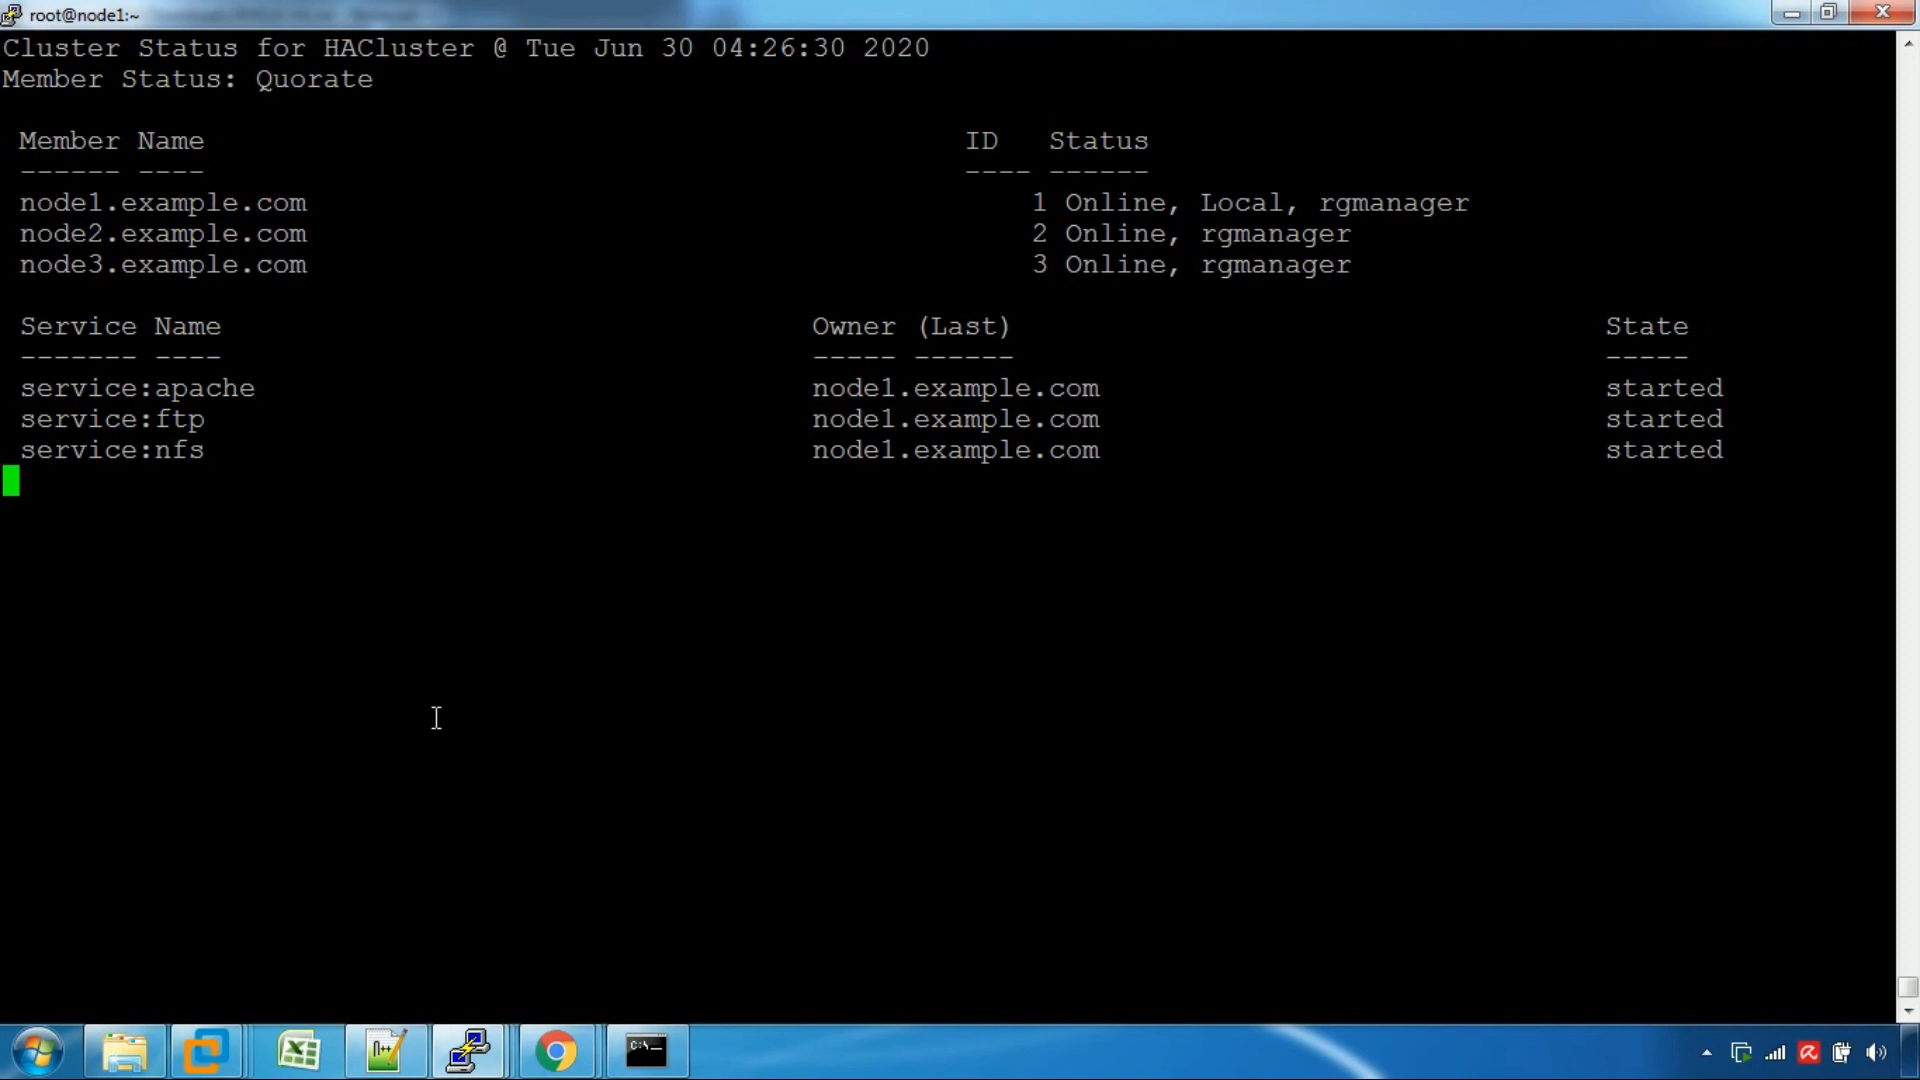 root@node1:~
Cluster Status for HACluster @ Tue Jun 30 04:26:30 2020
Member Status: Quorate
Member Name ID Status
------ ---- ---- ------
node1.example.com 1 Online, Local, rgmanager
node2.example.com 2 Online, rgmanager
node3.example.com 3 Online, rgmanager
Service Name Owner (Last) State
------- ---- ----- ------ -----
service:apache node1.example.com started
service:ftp node1.example.com started
service:nfs node1.example.com started